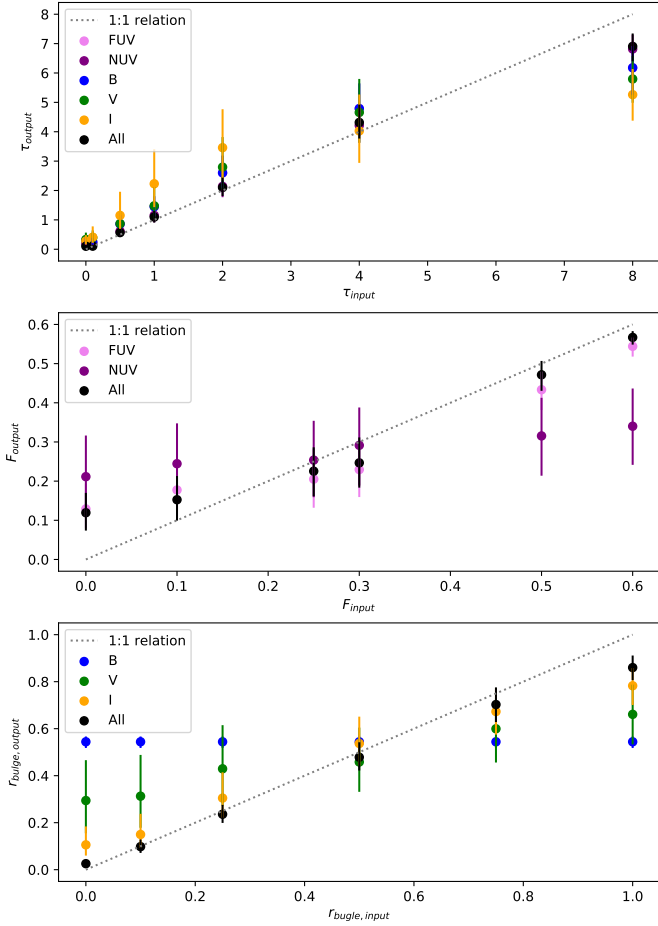 8
7
6
5
4
3
2
1
0
τoutput
1:1 relation
FUV
NUV
B
V
I
All
0 1 2 3 4 5 6 7 8
τinput
0.6
0.5
0.4
0.3
0.2
0.1
0.0
Foutput
1:1 relation
FUV
NUV
All
0.0 0.1 0.2 0.3 0.4 0.5 0.6
Finput
1.0
0.8
0.6
0.4
0.2
0.0
rbulge, output
1:1 relation
B
V
I
All
0.0 0.2 0.4 0.6 0.8 1.0
rbugle, input